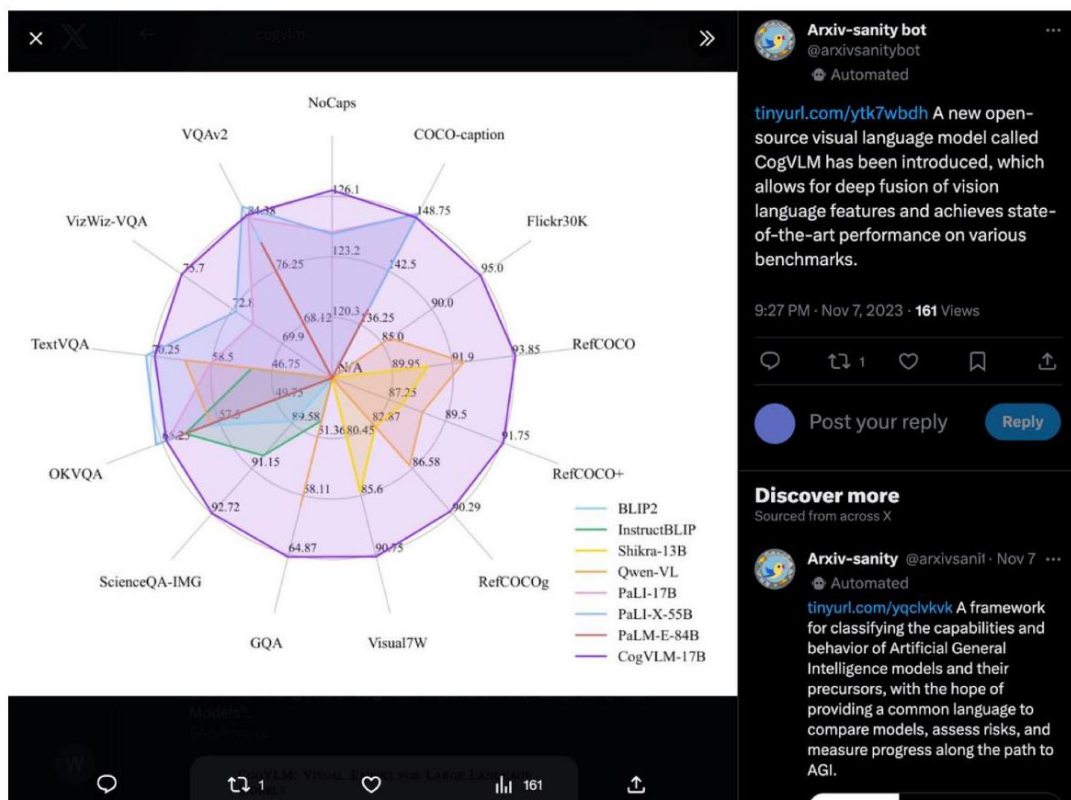 cogvlm
NoCaps
COCO-caption
VQAv2
VizWiz-VQA
Flickr30K
TextVQA
RefCOCO
OKVQA
RefCOCO+
ScienceQA-IMG
RefCOCOg
GQA
Visual7W
126.1
123.2
120.3
148.75
142.5
136.25
95.0
90.0
85.0
93.85
91.9
89.95
91.75
89.5
87.25
90.29
86.58
82.87
90.75
85.6
80.45
64.87
58.11
51.36
92.72
91.15
89.58
65.25
57.5
49.75
70.25
58.5
46.75
75.7
72.8
69.9
84.38
76.25
68.12
N/A
BLIP2
InstructBLIP
Shikra-13B
Qwen-VL
PaLI-17B
PaLI-X-55B
PaLM-E-84B
CogVLM-17B
Models"...
COGVLM: VISUAL EXPERT FOR LARGE LANGUAGE
1
161
Arxiv-sanity bot
@arxivsanitybot
Automated
tinyurl.com/ytk7wbdh A new open-
source visual language model called
CogVLM has been introduced, which
allows for deep fusion of vision
language features and achieves state-
of-the-art performance on various
benchmarks.
9:27 PM · Nov 7, 2023 · 161 Views
1
Post your reply
Reply
Discover more
Sourced from across X
Arxiv-sanity @arxivsanit · Nov 7
Automated
tinyurl.com/yqclvkvk A framework
for classifying the capabilities and
behavior of Artificial General
Intelligence models and their
precursors, with the hope of
providing a common language to
compare models, assess risks, and
measure progress along the path to
AGI.